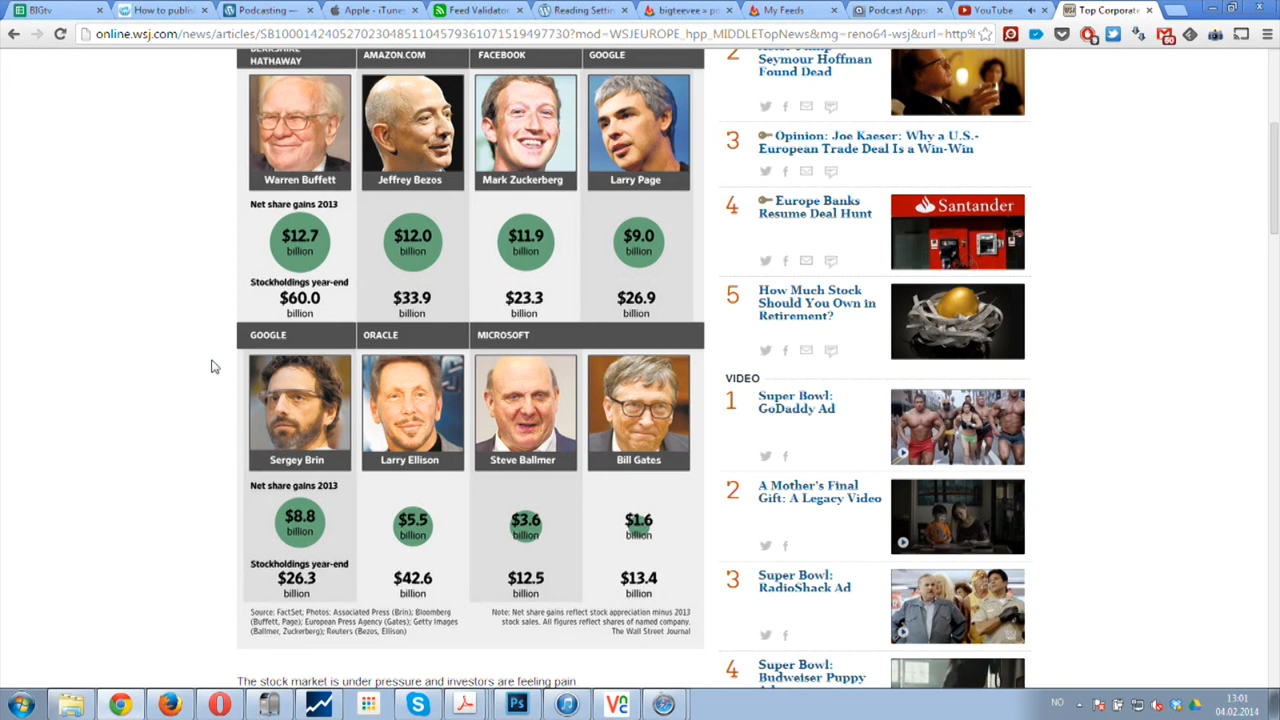 BIGtv
How to publis
Podcasting —
Apple - iTunes
Feed Validator
Reading Settin
bigteevee » po
My Feeds
Podcast Apps:
YouTube
Top Corporate
online.wsj.com/news/articles/SB10001424052702304851104579361071519497730?mod=WSJEUROPE_hpp_MIDDLETopNews&mg=reno64-wsj&url=http%
BERKSHIRE
HATHAWAY
AMAZON.COM
FACEBOOK
GOOGLE
Warren Buffett
Jeffrey Bezos
Mark Zuckerberg
Larry Page
Net share gains 2013
$12.7
billion
$12.0
billion
$11.9
billion
$9.0
billion
Stockholdings year-end
$60.0
billion
$33.9
billion
$23.3
billion
$26.9
billion
GOOGLE
ORACLE
MICROSOFT
Sergey Brin
Larry Ellison
Steve Ballmer
Bill Gates
Net share gains 2013
$8.8
billion
$5.5
billion
$3.6
billion
$1.6
billion
Stockholdings year-end
$26.3
billion
$42.6
billion
$12.5
billion
$13.4
billion
Source: FactSet; Photos: Associated Press (Brin); Bloomberg
(Buffett, Page); European Press Agency (Gates); Getty Images
(Ballmer, Zuckerberg); Reuters (Bezos, Ellison)
Note: Net share gains reflect stock appreciation minus 2013
stock sales. All figures reflect shares of named company.
The Wall Street Journal
The stock market is under pressure and investors are feeling pain
2
Seymour Hoffman
Found Dead
3
Opinion: Joe Kaeser: Why a U.S.-
European Trade Deal Is a Win-Win
4
Europe Banks
Resume Deal Hunt
Santander
5
How Much Stock
Should You Own in
Retirement?
VIDEO
1
Super Bowl:
GoDaddy Ad
2
A Mother's Final
Gift: A Legacy Video
3
Super Bowl:
RadioShack Ad
4
Super Bowl:
Budweiser Puppy
NO
13:01
04.02.2014